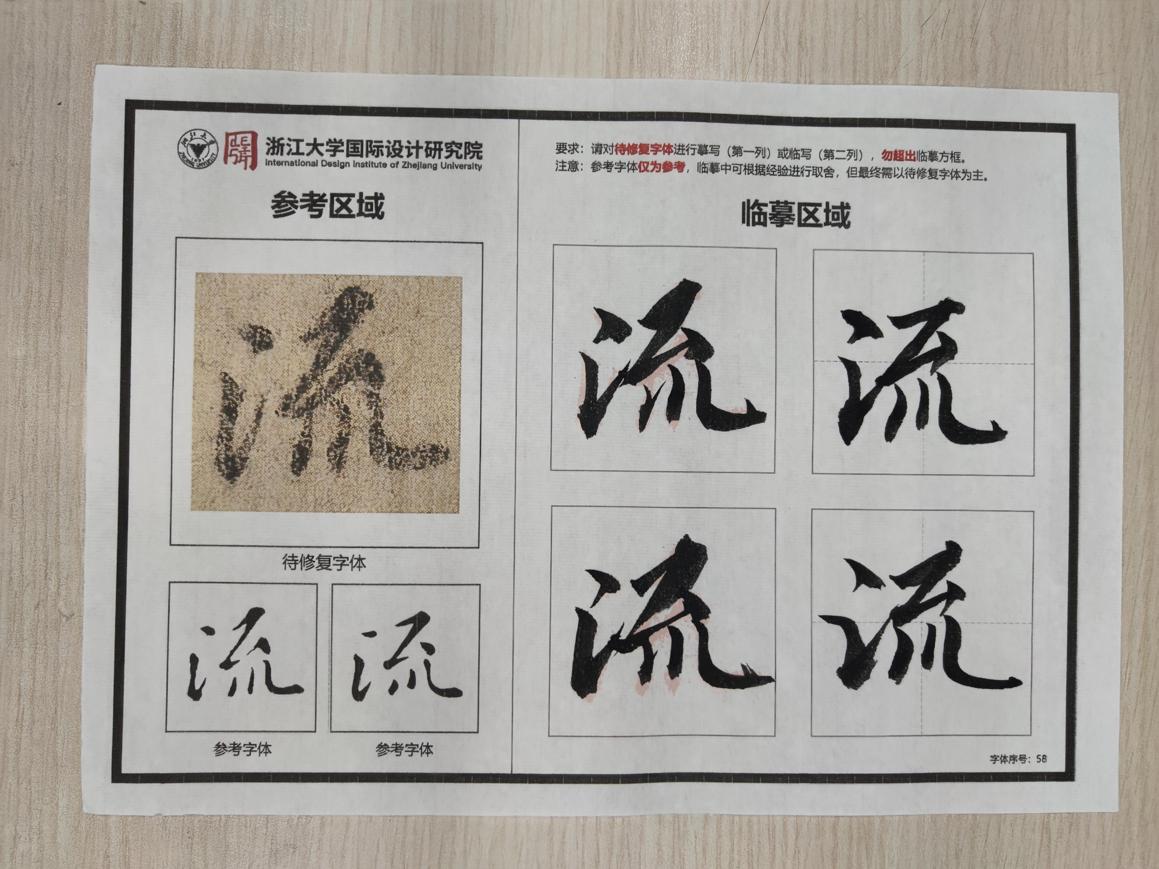 浙江大学国际设计研究院
International Design Institute of Zhejiang University
参考区域
流
待修复字体
流
流
参考字体
参考字体
要求：请对待修复字体进行摹写（第一列）或临写（第二列），勿超出临摹方框。
注意：参考字体仅为参考，临摹中可根据经验进行取舍，但最终需以待修复字体为主。
临摹区域
流
流
流
流
字体序号：58